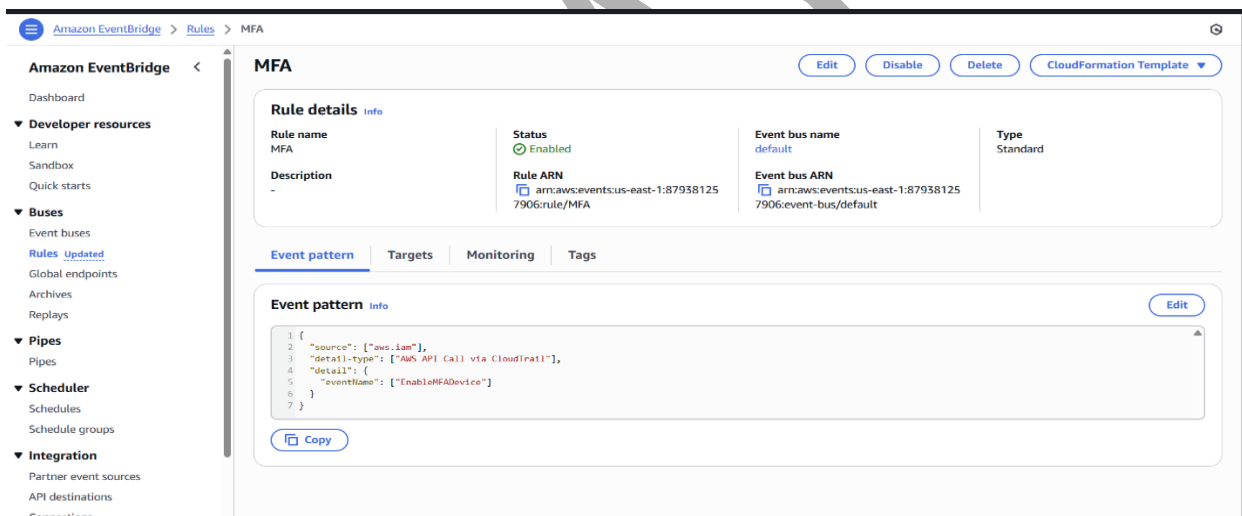 Amazon EventBridge > Rules > MFA
Amazon EventBridge <
Dashboard
Developer resources
Learn
Sandbox
Quick starts
Buses
Event buses
Rules Updated
Global endpoints
Archives
Replays
Pipes
Pipes
Scheduler
Schedules
Schedule groups
Integration
Partner event sources
API destinations
MFA
Edit Disable Delete CloudFormation Template
Rule details Info
Rule name
MFA
Status
Enabled
Event bus name
default
Type
Standard
Description
-
Rule ARN
arn:aws:events:us-east-1:87938125
7906:rule/MFA
Event bus ARN
arn:aws:events:us-east-1:87938125
7906:event-bus/default
Event pattern Targets Monitoring Tags
Event pattern Info
Edit
1 {
2 "source": ["aws.iam"],
3 "detail-type": ["AWS API Call via CloudTrail"],
4 "detail": {
5 "eventName": ["EnableMFADevice"]
6 }
7 }
Copy